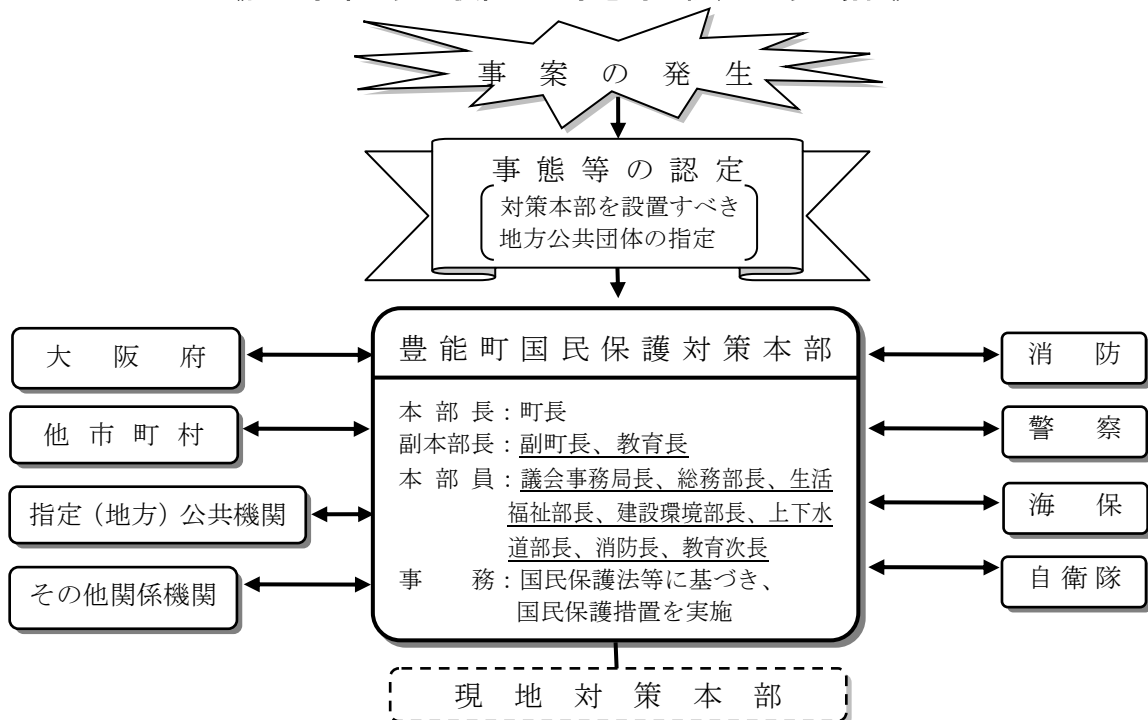 事案の発生
事態等の認定
対策本部を設置すべき
地方公共団体の指定
豊能町国民保護対策本部
本部長：町長
副本部長：副町長、教育長
本部員：議会事務局長、総務部長、生活
福祉部長、建設環境部長、上下水
道部長、消防長、教育次長
事務：国民保護法等に基づき、
国民保護措置を実施
大阪府
他市町村
指定（地方）公共機関
その他関係機関
消防
警察
海保
自衛隊
現地対策本部